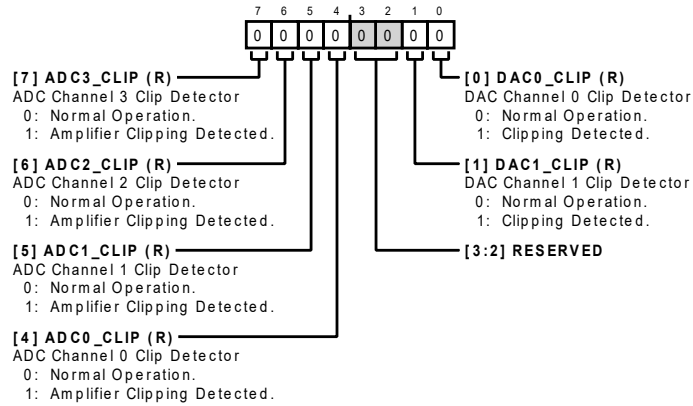 7 6 5 4 3 2 1 0
0 0 0 0 0 0 0 0
[7] ADC3_CLIP (R)
ADC Channel 3 Clip Detector
0: Normal Operation.
1: Amplifier Clipping Detected.
[6] ADC2_CLIP (R)
ADC Channel 2 Clip Detector
0: Normal Operation.
1: Amplifier Clipping Detected.
[5] ADC1_CLIP (R)
ADC Channel 1 Clip Detector
0: Normal Operation.
1: Amplifier Clipping Detected.
[4] ADC0_CLIP (R)
ADC Channel 0 Clip Detector
0: Normal Operation.
1: Amplifier Clipping Detected.
[0] DAC0_CLIP (R)
DAC Channel 0 Clip Detector
0: Normal Operation.
1: Clipping Detected.
[1] DAC1_CLIP (R)
DAC Channel 1 Clip Detector
0: Normal Operation.
1: Clipping Detected.
[3:2] RESERVED